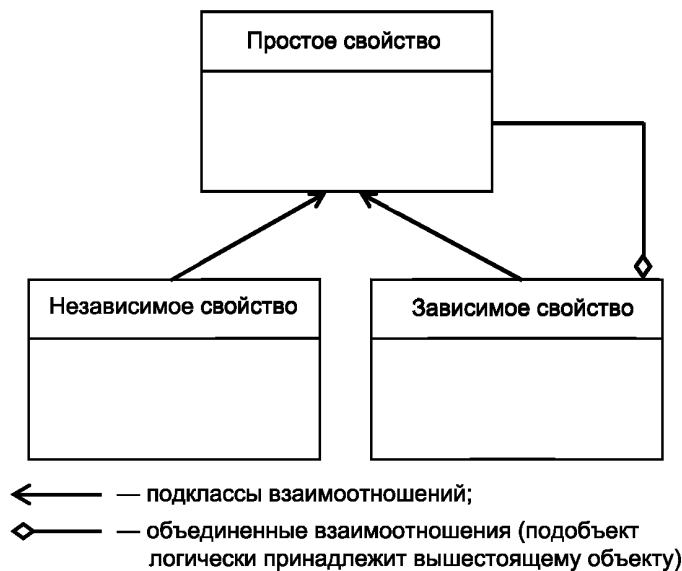 Простое свойство
Независимое свойство
Зависимое свойство
— подклассы взаимоотношений;
— объединенные взаимоотношения (подобъект
логически принадлежит вышестоящему объекту)